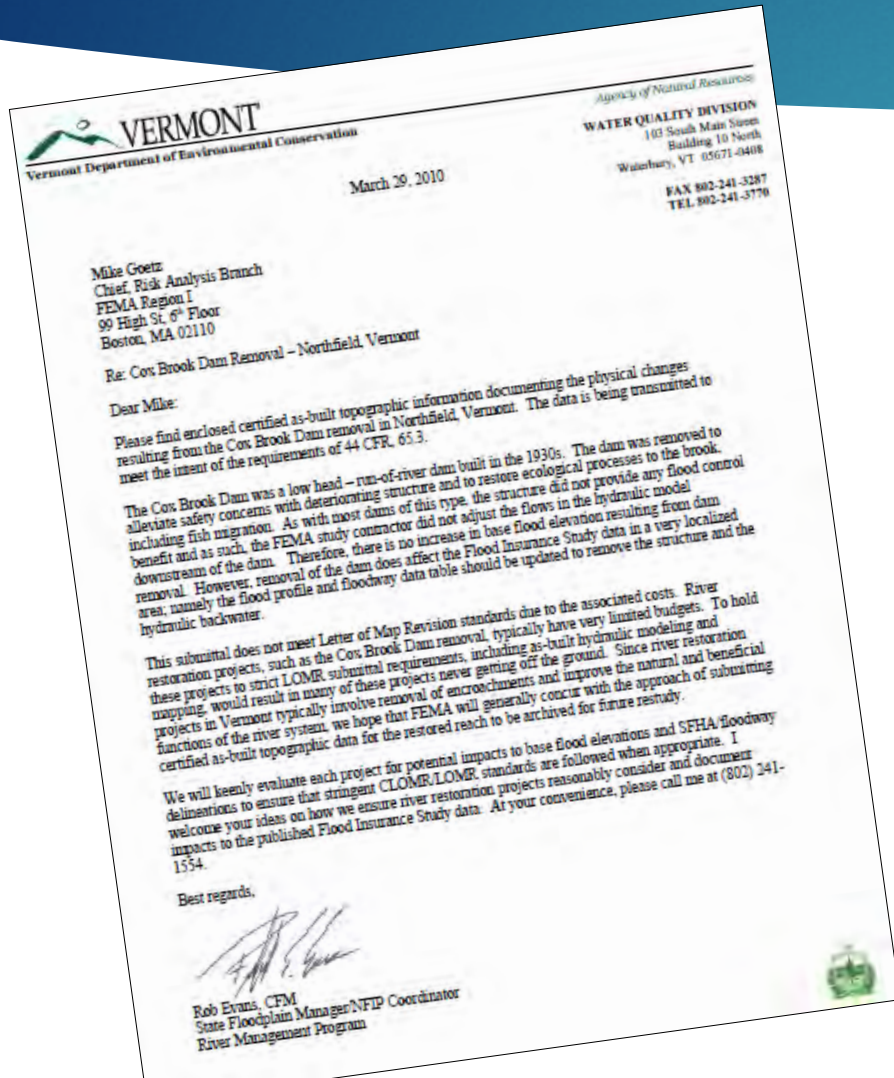 VERMONT
Vermont Department of Environmental Conservation
Agency of Natural Resources
WATER QUALITY DIVISION
103 South Main Street
Building 10 North
Waterbury, VT 05671-0408
FAX 802-241-3287
TEL 802-241-3770
March 29, 2010
Mike Goetz
Chief, Risk Analysis Branch
FEMA Region I
99 High St, 6th Floor
Boston, MA 02110
Re: Cox Brook Dam Removal – Northfield, Vermont
Dear Mike:
Please find enclosed certified as-built topographic information documenting the physical changes
resulting from the Cox Brook Dam removal in Northfield, Vermont. The data is being transmitted to
meet the intent of the requirements of 44 CFR, 65.3.
The Cox Brook Dam was a low head – run-of-river dam built in the 1930s. The dam was removed to
alleviate safety concerns with deteriorating structure and to restore ecological processes to the brook,
including fish migration. As with most dams of this type, the structure did not provide any flood control
benefit and as such, the FEMA study contractor did not adjust the flows in the hydraulic model
downstream of the dam. Therefore, there is no increase in base flood elevation resulting from dam
removal. However, removal of the dam does affect the Flood Insurance Study data in a very localized
area; namely the flood profile and floodway data table should be updated to remove the structure and the
hydraulic backwater.
This submittal does not meet Letter of Map Revision standards due to the associated costs. River
restoration projects, such as the Cox Brook Dam removal, typically have very limited budgets. To hold
these projects to strict LOMR submittal requirements, including as-built hydraulic modeling and
mapping, would result in many of these projects never getting off the ground. Since river restoration
projects in Vermont typically involve removal of encroachments and improve the natural and beneficial
functions of the river system, we hope that FEMA will generally concur with the approach of submitting
certified as-built topographic data for the restored reach to be archived for future restudy.
We will keenly evaluate each project for potential impacts to base flood elevations and SFHA/floodway
delineations to ensure that stringent CLOMR/LOMR standards are followed when appropriate. I
welcome your ideas on how we ensure river restoration projects reasonably consider and document
impacts to the published Flood Insurance Study data. At your convenience, please call me at (802) 241-
1554.
Best regards,
Rob Evans, CFM
State Floodplain Manager/NFIP Coordinator
River Management Program